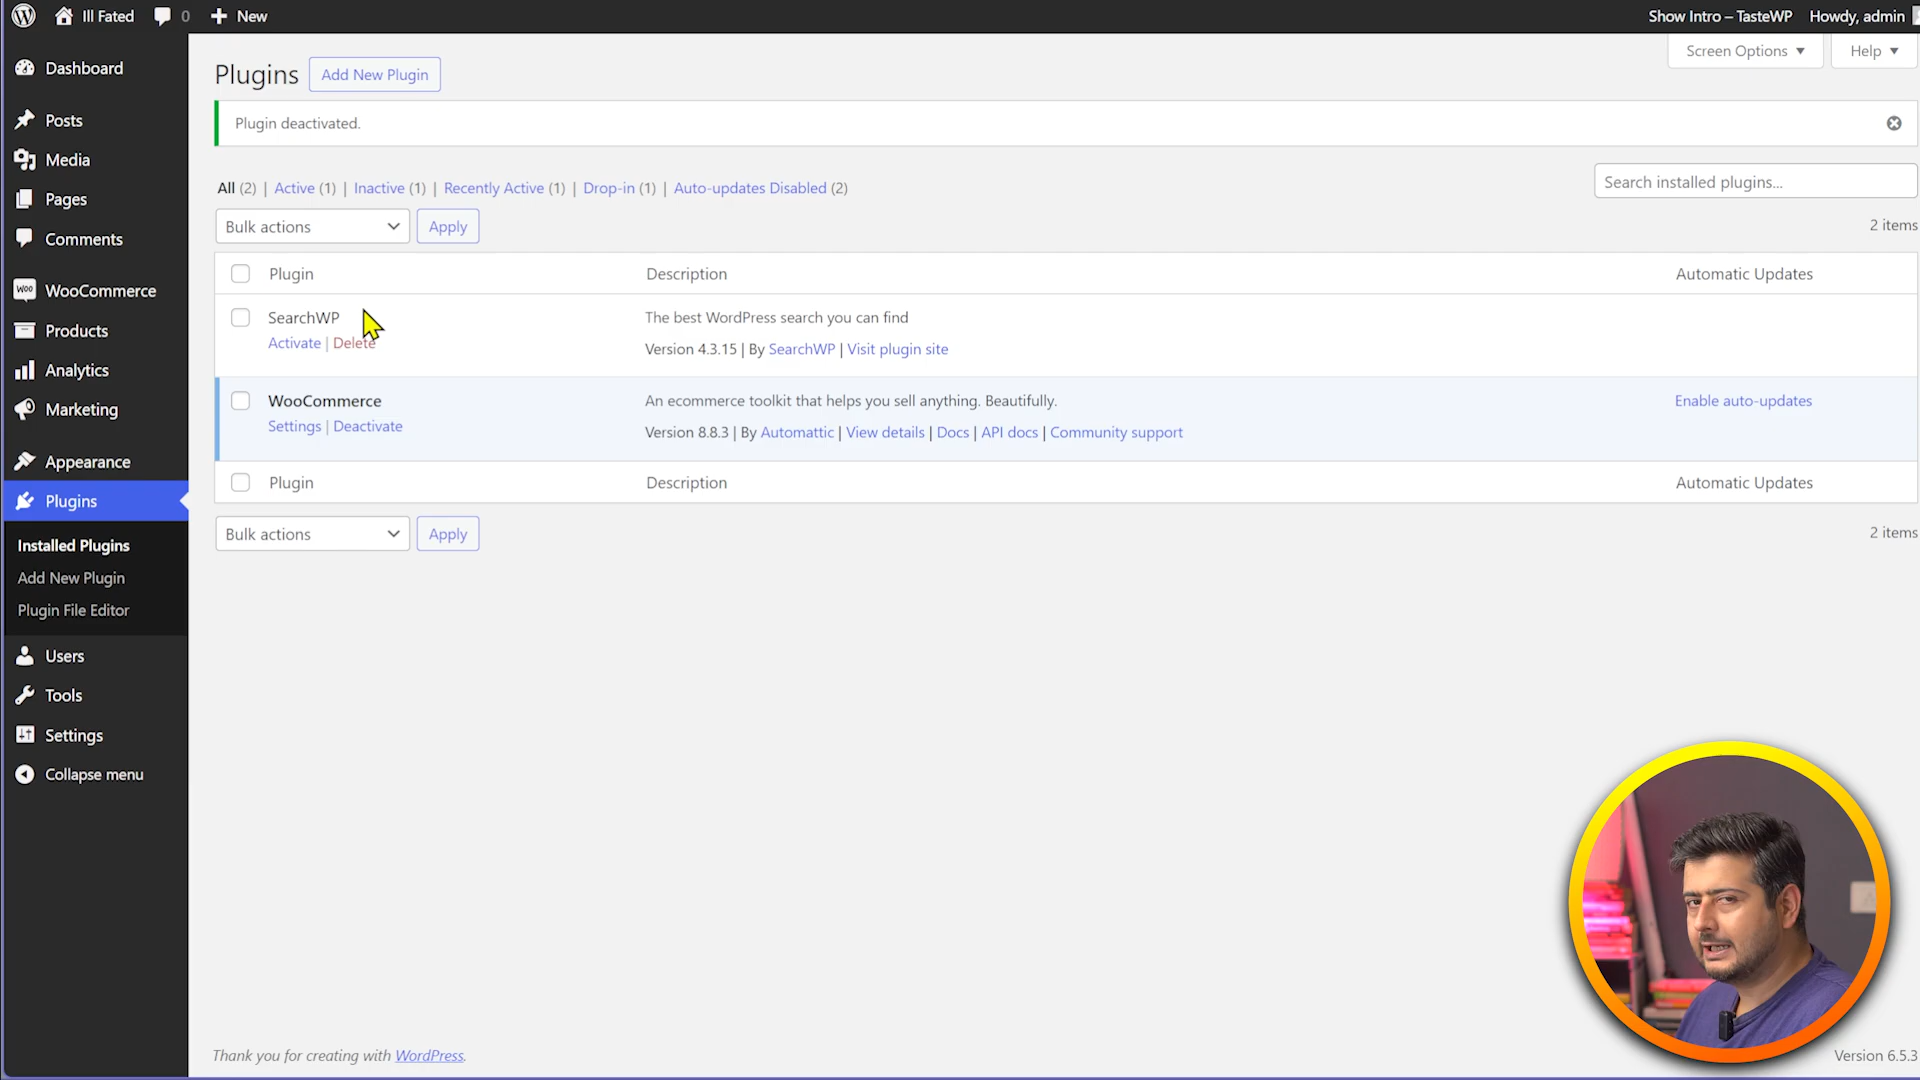 Ill Fated 0 New Show Intro – TasteWP Howdy, admin
Screen Options Help
Dashboard
Posts
Media
Pages
Comments
WooCommerce
Products
Analytics
Marketing
Appearance
Plugins
Installed Plugins
Add New Plugin
Plugin File Editor
Users
Tools
Settings
Collapse menu
Plugins Add New Plugin
Plugin deactivated.
All (2) | Active (1) | Inactive (1) | Recently Active (1) | Drop-in (1) | Auto-updates Disabled (2)
Search installed plugins...
Bulk actions Apply
2 items
Plugin Description Automatic Updates
SearchWP The best WordPress search you can find
Activate | Delete Version 4.3.15 | By SearchWP | Visit plugin site
WooCommerce An ecommerce toolkit that helps you sell anything. Beautifully. Enable auto-updates
Settings | Deactivate Version 8.8.3 | By Automattic | View details | Docs | API docs | Community support
Plugin Description Automatic Updates
Bulk actions Apply 2 items
Thank you for creating with WordPress. Version 6.5.3